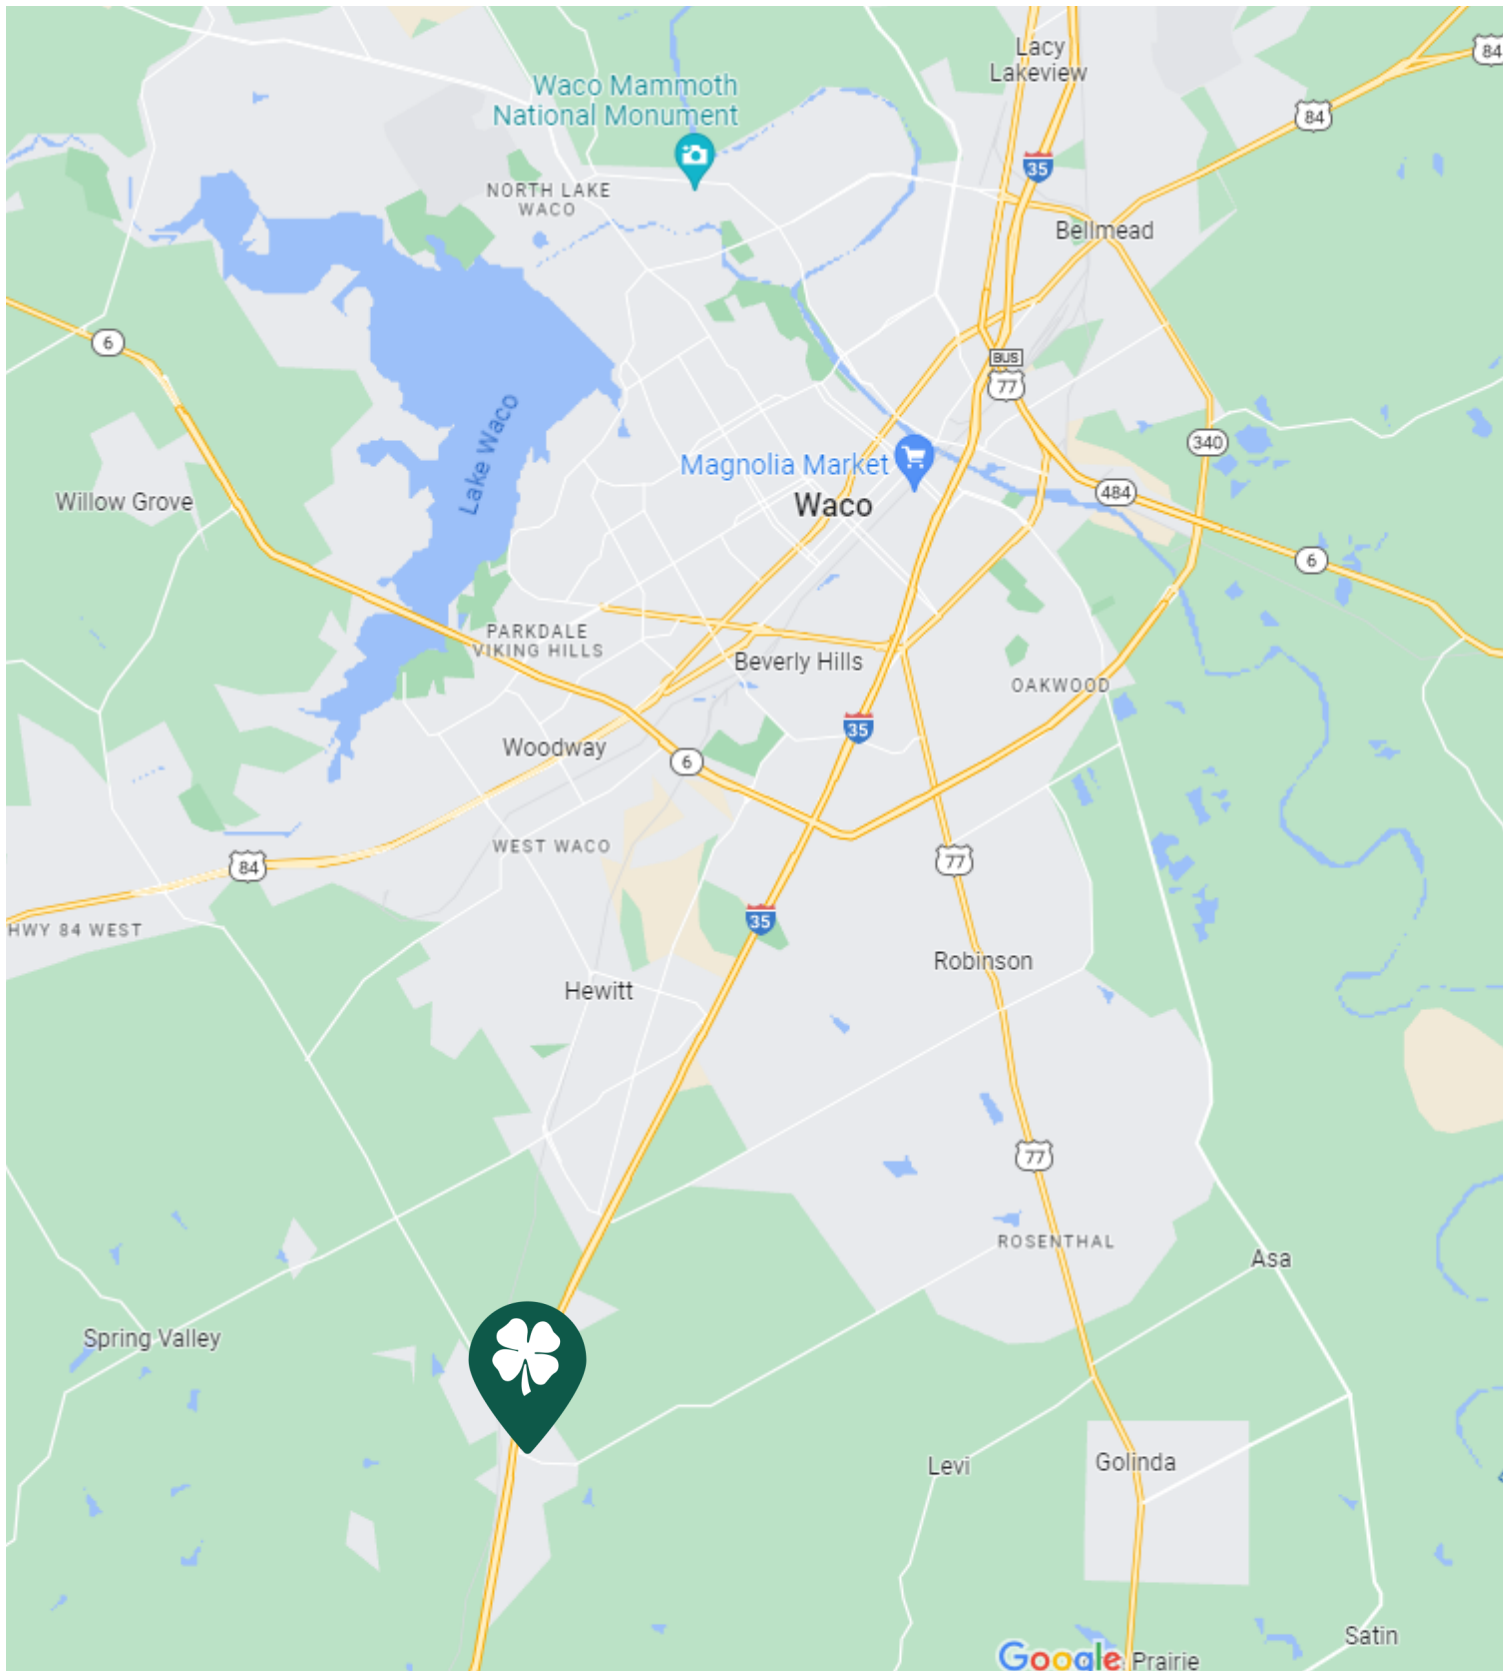 Lacy
Lakeview
84
Waco Mammoth
National Monument
84
35
NORTH LAKE
WACO
Bellmead
6
BUS
77
Lake Waco
340
Magnolia Market
Willow Grove
Waco
484
6
PARKDALE
VIKING HILLS
Beverly Hills
OAKWOOD
35
Woodway
6
WEST WACO
77
84
35
HWY 84 WEST
Robinson
Hewitt
77
ROSENTHAL
Asa
Spring Valley
Levi
Golinda
Satin
Google
Prairie